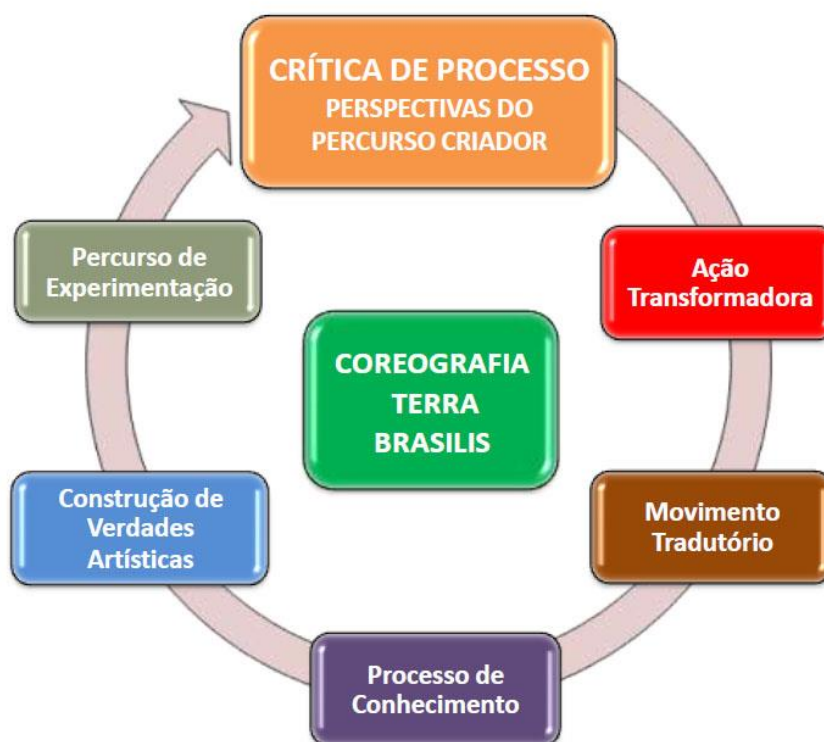 CRÍTICA DE PROCESSO
PERSPECTIVAS DO
PERCURSO CRIADOR
Ação
Transformadora
Movimento
Tradutório
Processo de
Conhecimento
Construção de
Verdades
Artísticas
Percurso de
Experimentação
COREOGRAFIA
TERRA
BRASILIS